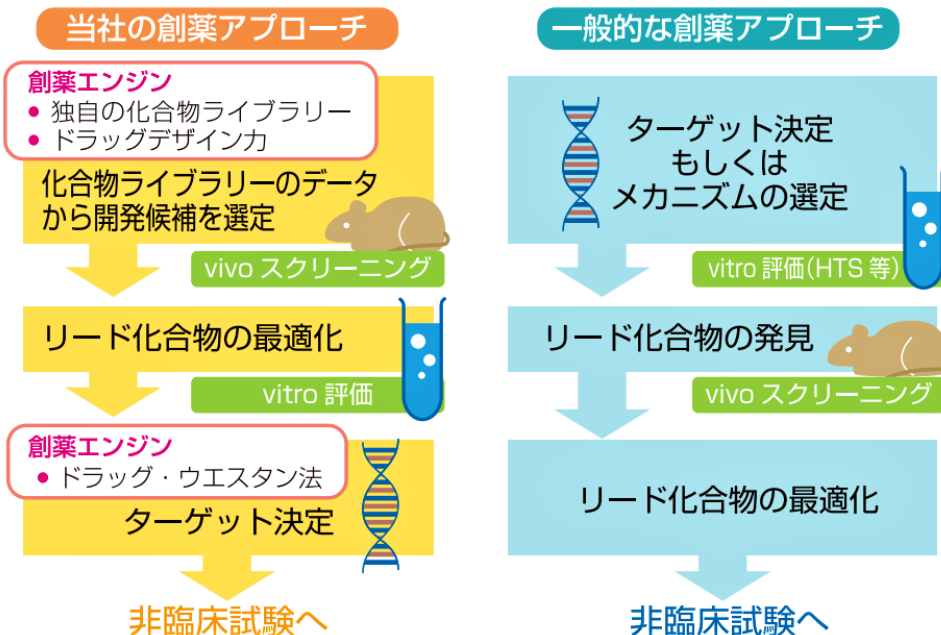 当社の創薬アプローチ
創薬エンジン
• 独自の化合物ライブラリー
• ドラッグデザイン力
化合物ライブラリーのデータ
から開発候補を選定
vivo スクリーニング
リード化合物の最適化
vitro 評価
創薬エンジン
• ドラッグ・ウエスタン法
ターゲット決定
非臨床試験へ
一般的な創薬アプローチ
ターゲット決定
もしくは
メカニズムの選定
vitro 評価(HTS 等)
リード化合物の発見
vivo スクリーニング
リード化合物の最適化
非臨床試験へ